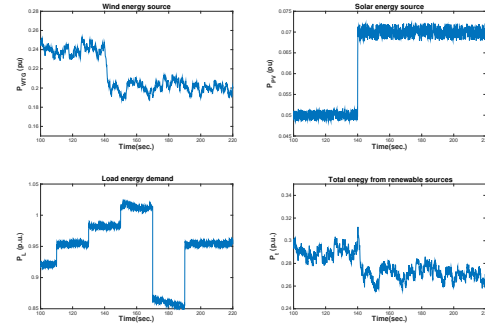 Wind energy source
0.28
0.26
0.24
0.22
0.2
0.18
0.16
P_WTG (pu)
100 120 140 160 180 200 220
Time(sec.)
Solar energy source
0.075
0.07
0.065
0.06
0.055
0.05
0.045
P_PV (pu)
100 120 140 160 180 200 220
Time(sec.)
Load energy demand
1.05
1
0.95
0.9
0.85
P_L (p.u.)
100 120 140 160 180 200 220
Time(sec.)
Total enegy from renewable sources
0.34
0.32
0.3
0.28
0.26
0.24
P_t (p.u.)
100 120 140 160 180 200 220
Time(sec.)